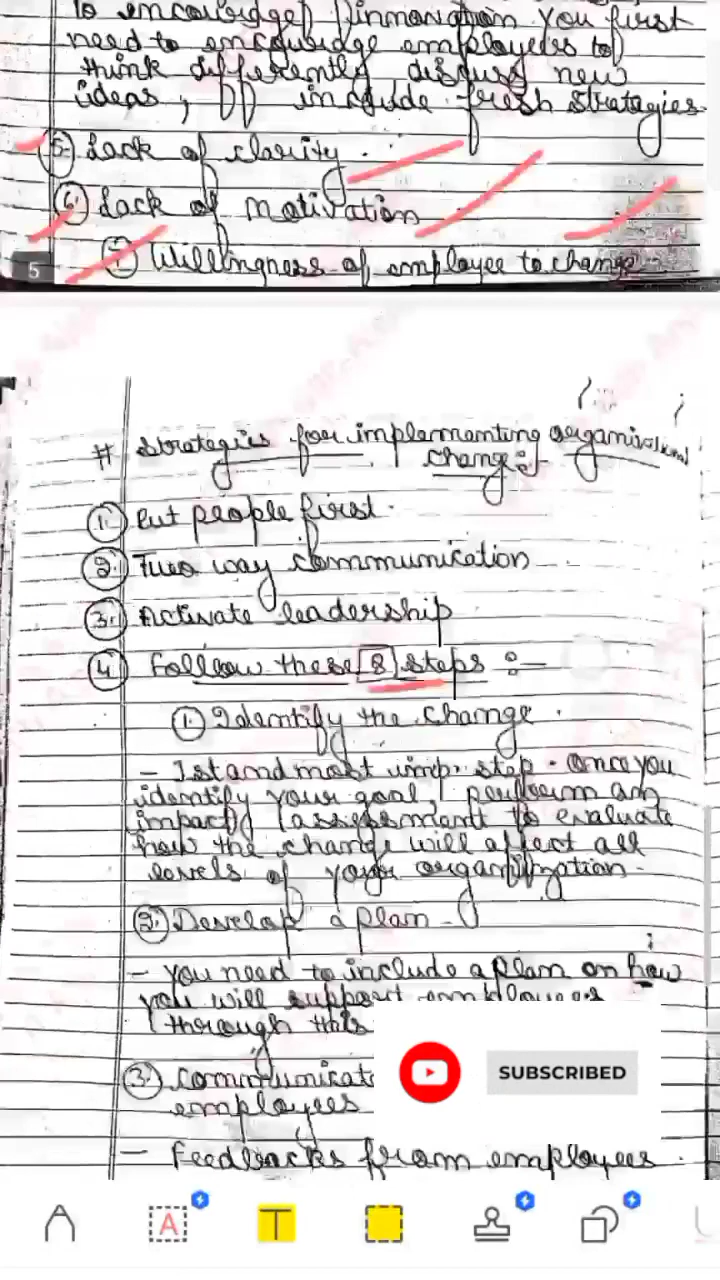 To encourage innovation you first
need to encourage employees to
think differently, discuss new
ideas, include fresh strategies.
5. Lack of clarity.
6. Lack of Motivation
7. Willingness of employee to change
5
# Strategies for implementing organisational
change:-
1. Put people first.
2. Two way communication
3. Activate leadership
4. Follow these 8 steps :-
1. Identify the change.
- Ist and most imp. step. Once you
identify your goal, perform an
impact assessment to evaluate
how the change will affect all
levels of your organization.
2. Develop a plan -
- You need to include a plan on how
you will support employees
through this
3. Communicate
employees
SUBSCRIBED
- Feedbacks from employees.
A
T